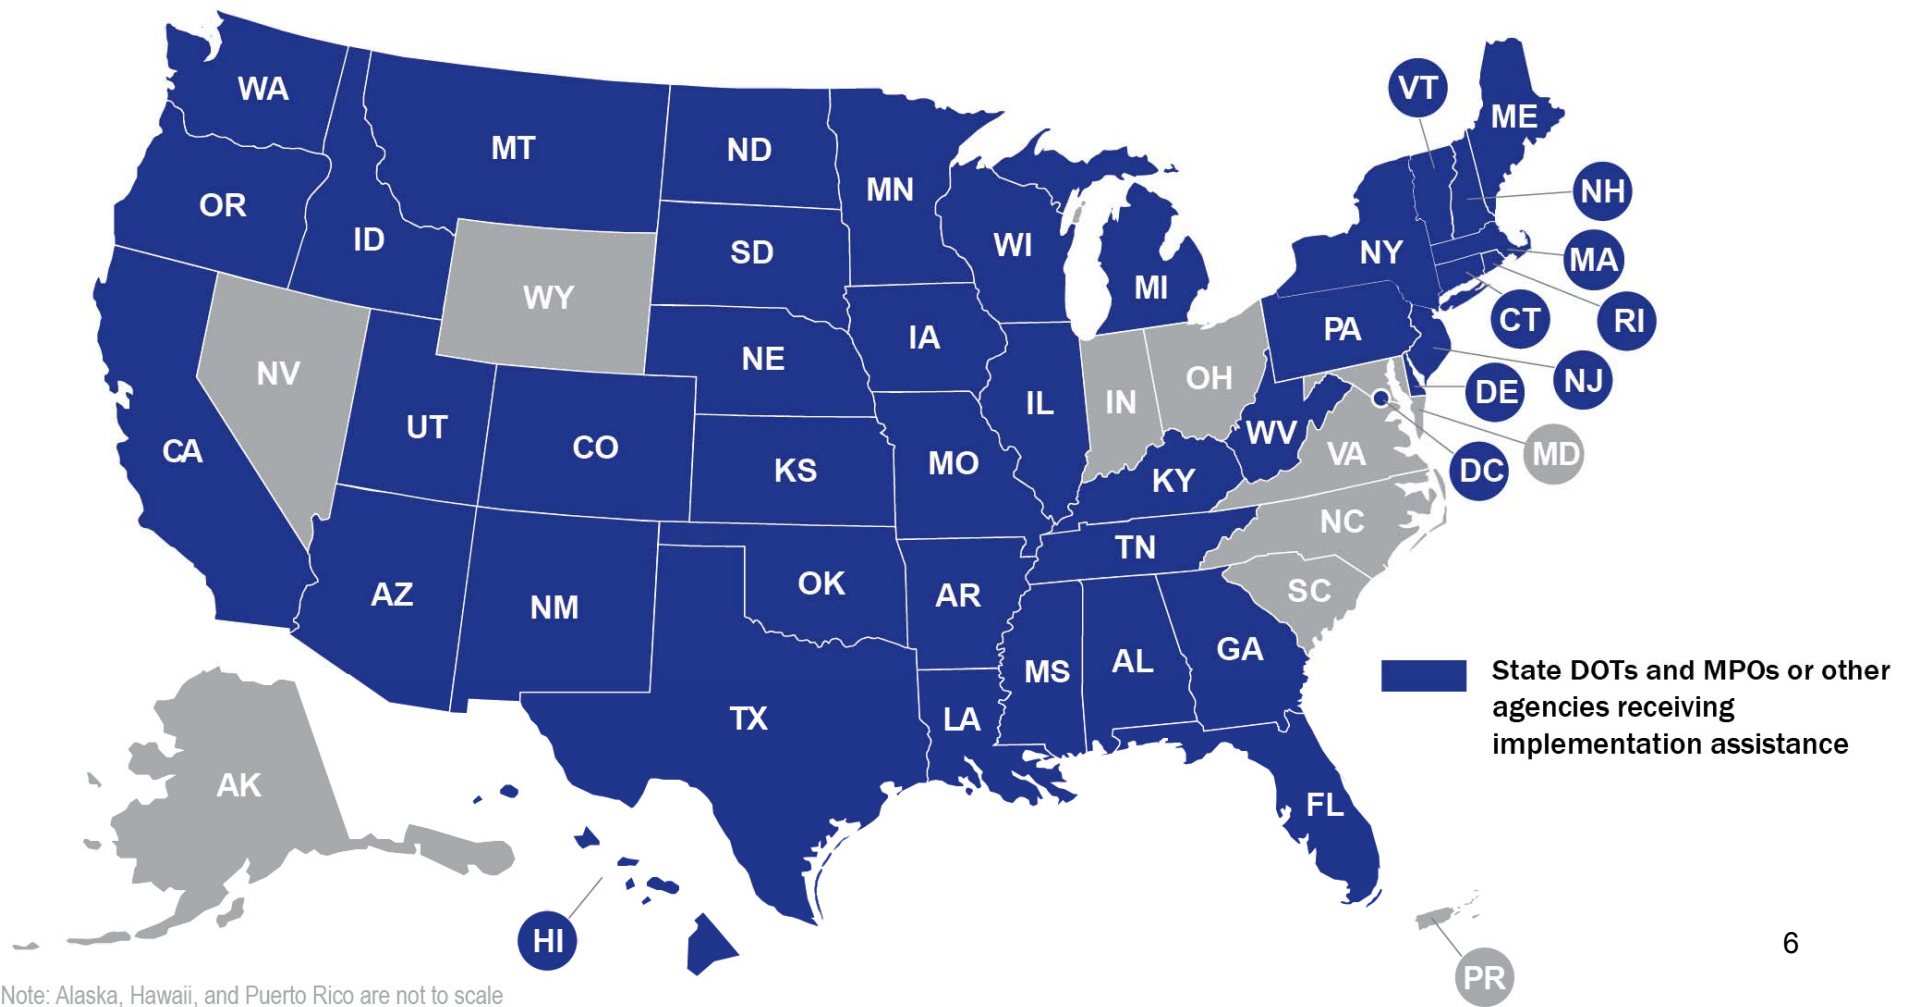 WA
MT
ND
MN
OR
ID
SD
WI
MI
WY
NE
IA
NV
UT
CO
KS
MO
IL
IN
OH
CA
AZ
NM
OK
AR
TX
LA
MS
AL
GA
TN
KY
WV
VA
NC
SC
FL
PA
NY
VT
ME
NH
MA
CT
RI
NJ
DE
MD
DC
AK
HI
PR
State DOTs and MPOs or other
agencies receiving
implementation assistance
6
Note: Alaska, Hawaii, and Puerto Rico are not to scale